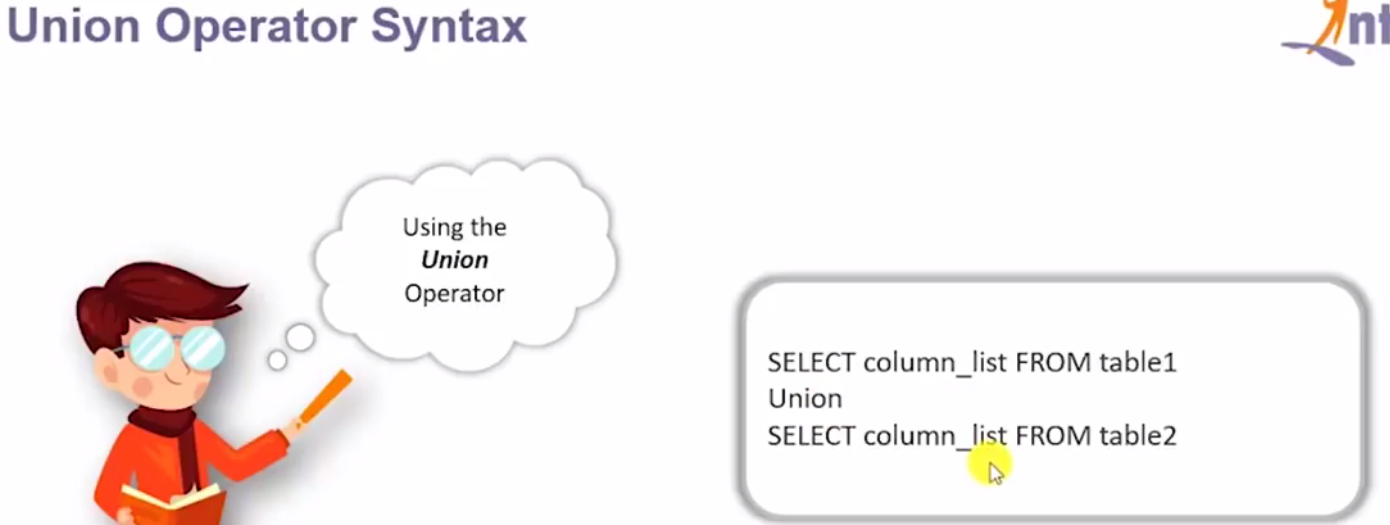 Union Operator Syntax
Using the
Union
Operator
SELECT column_list FROM table1
Union
SELECT column_list FROM table2